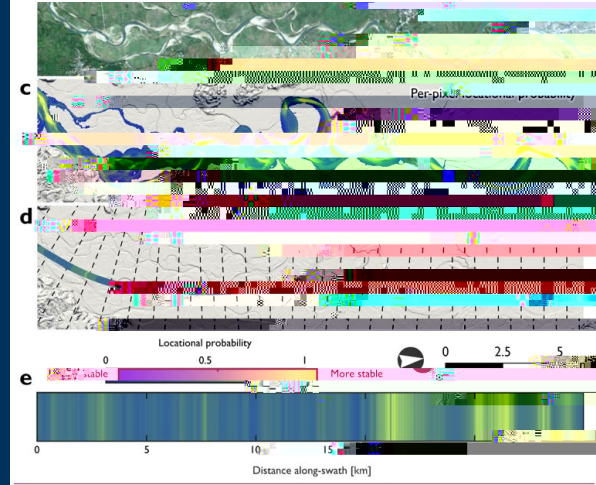 c
Per-pixel locational probability
d
Locational probability
0 0.5 1
0 2.5 5
stable
More stable
e
0 5 10 15
Distance along-swath [km]